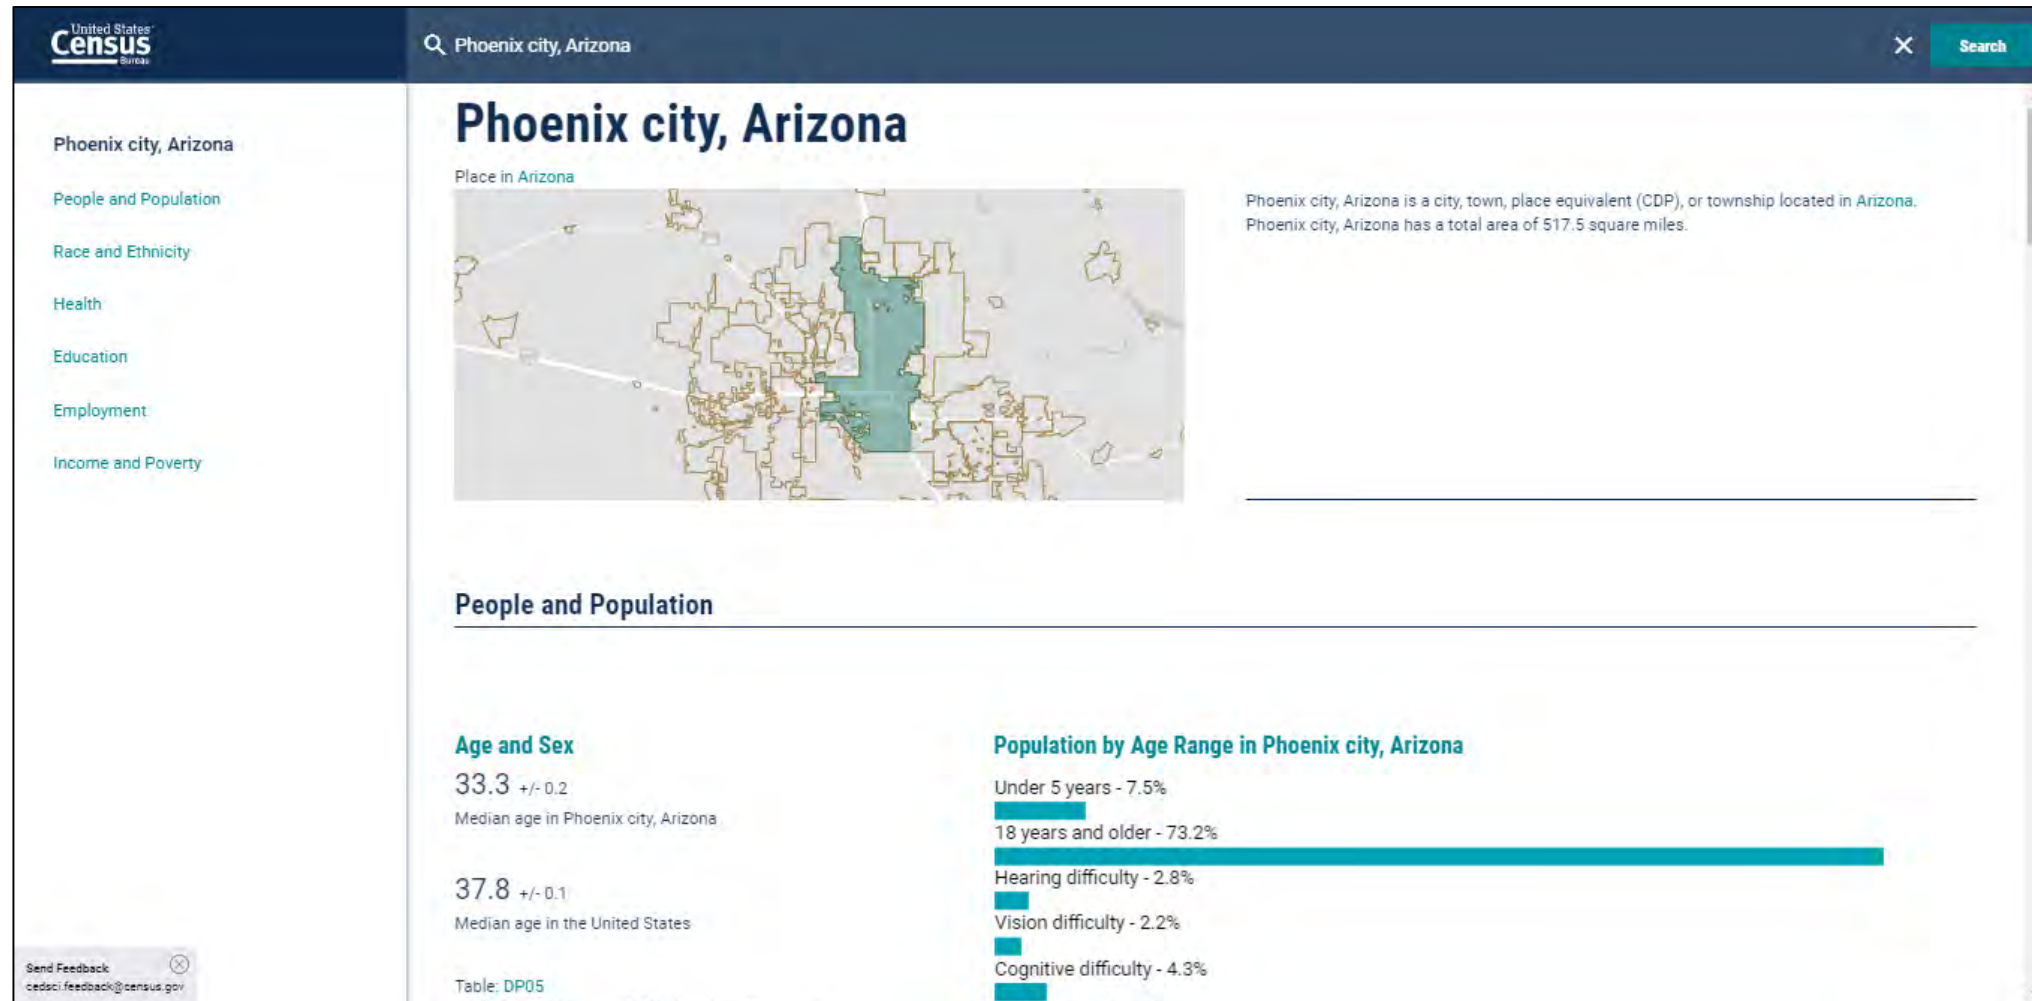 United States®
Census
Bureau
Phoenix city, Arizona
Search
Phoenix city, Arizona
People and Population
Race and Ethnicity
Health
Education
Employment
Income and Poverty
Send Feedback
cedsci.feedback@census.gov
Phoenix city, Arizona
Place in Arizona
Phoenix city, Arizona is a city, town, place equivalent (CDP), or township located in Arizona.
Phoenix city, Arizona has a total area of 517.5 square miles.
People and Population
Age and Sex
33.3 +/- 0.2
Median age in Phoenix city, Arizona
37.8 +/- 0.1
Median age in the United States
Table: DP05
Population by Age Range in Phoenix city, Arizona
Under 5 years - 7.5%
18 years and older - 73.2%
Hearing difficulty - 2.8%
Vision difficulty - 2.2%
Cognitive difficulty - 4.3%